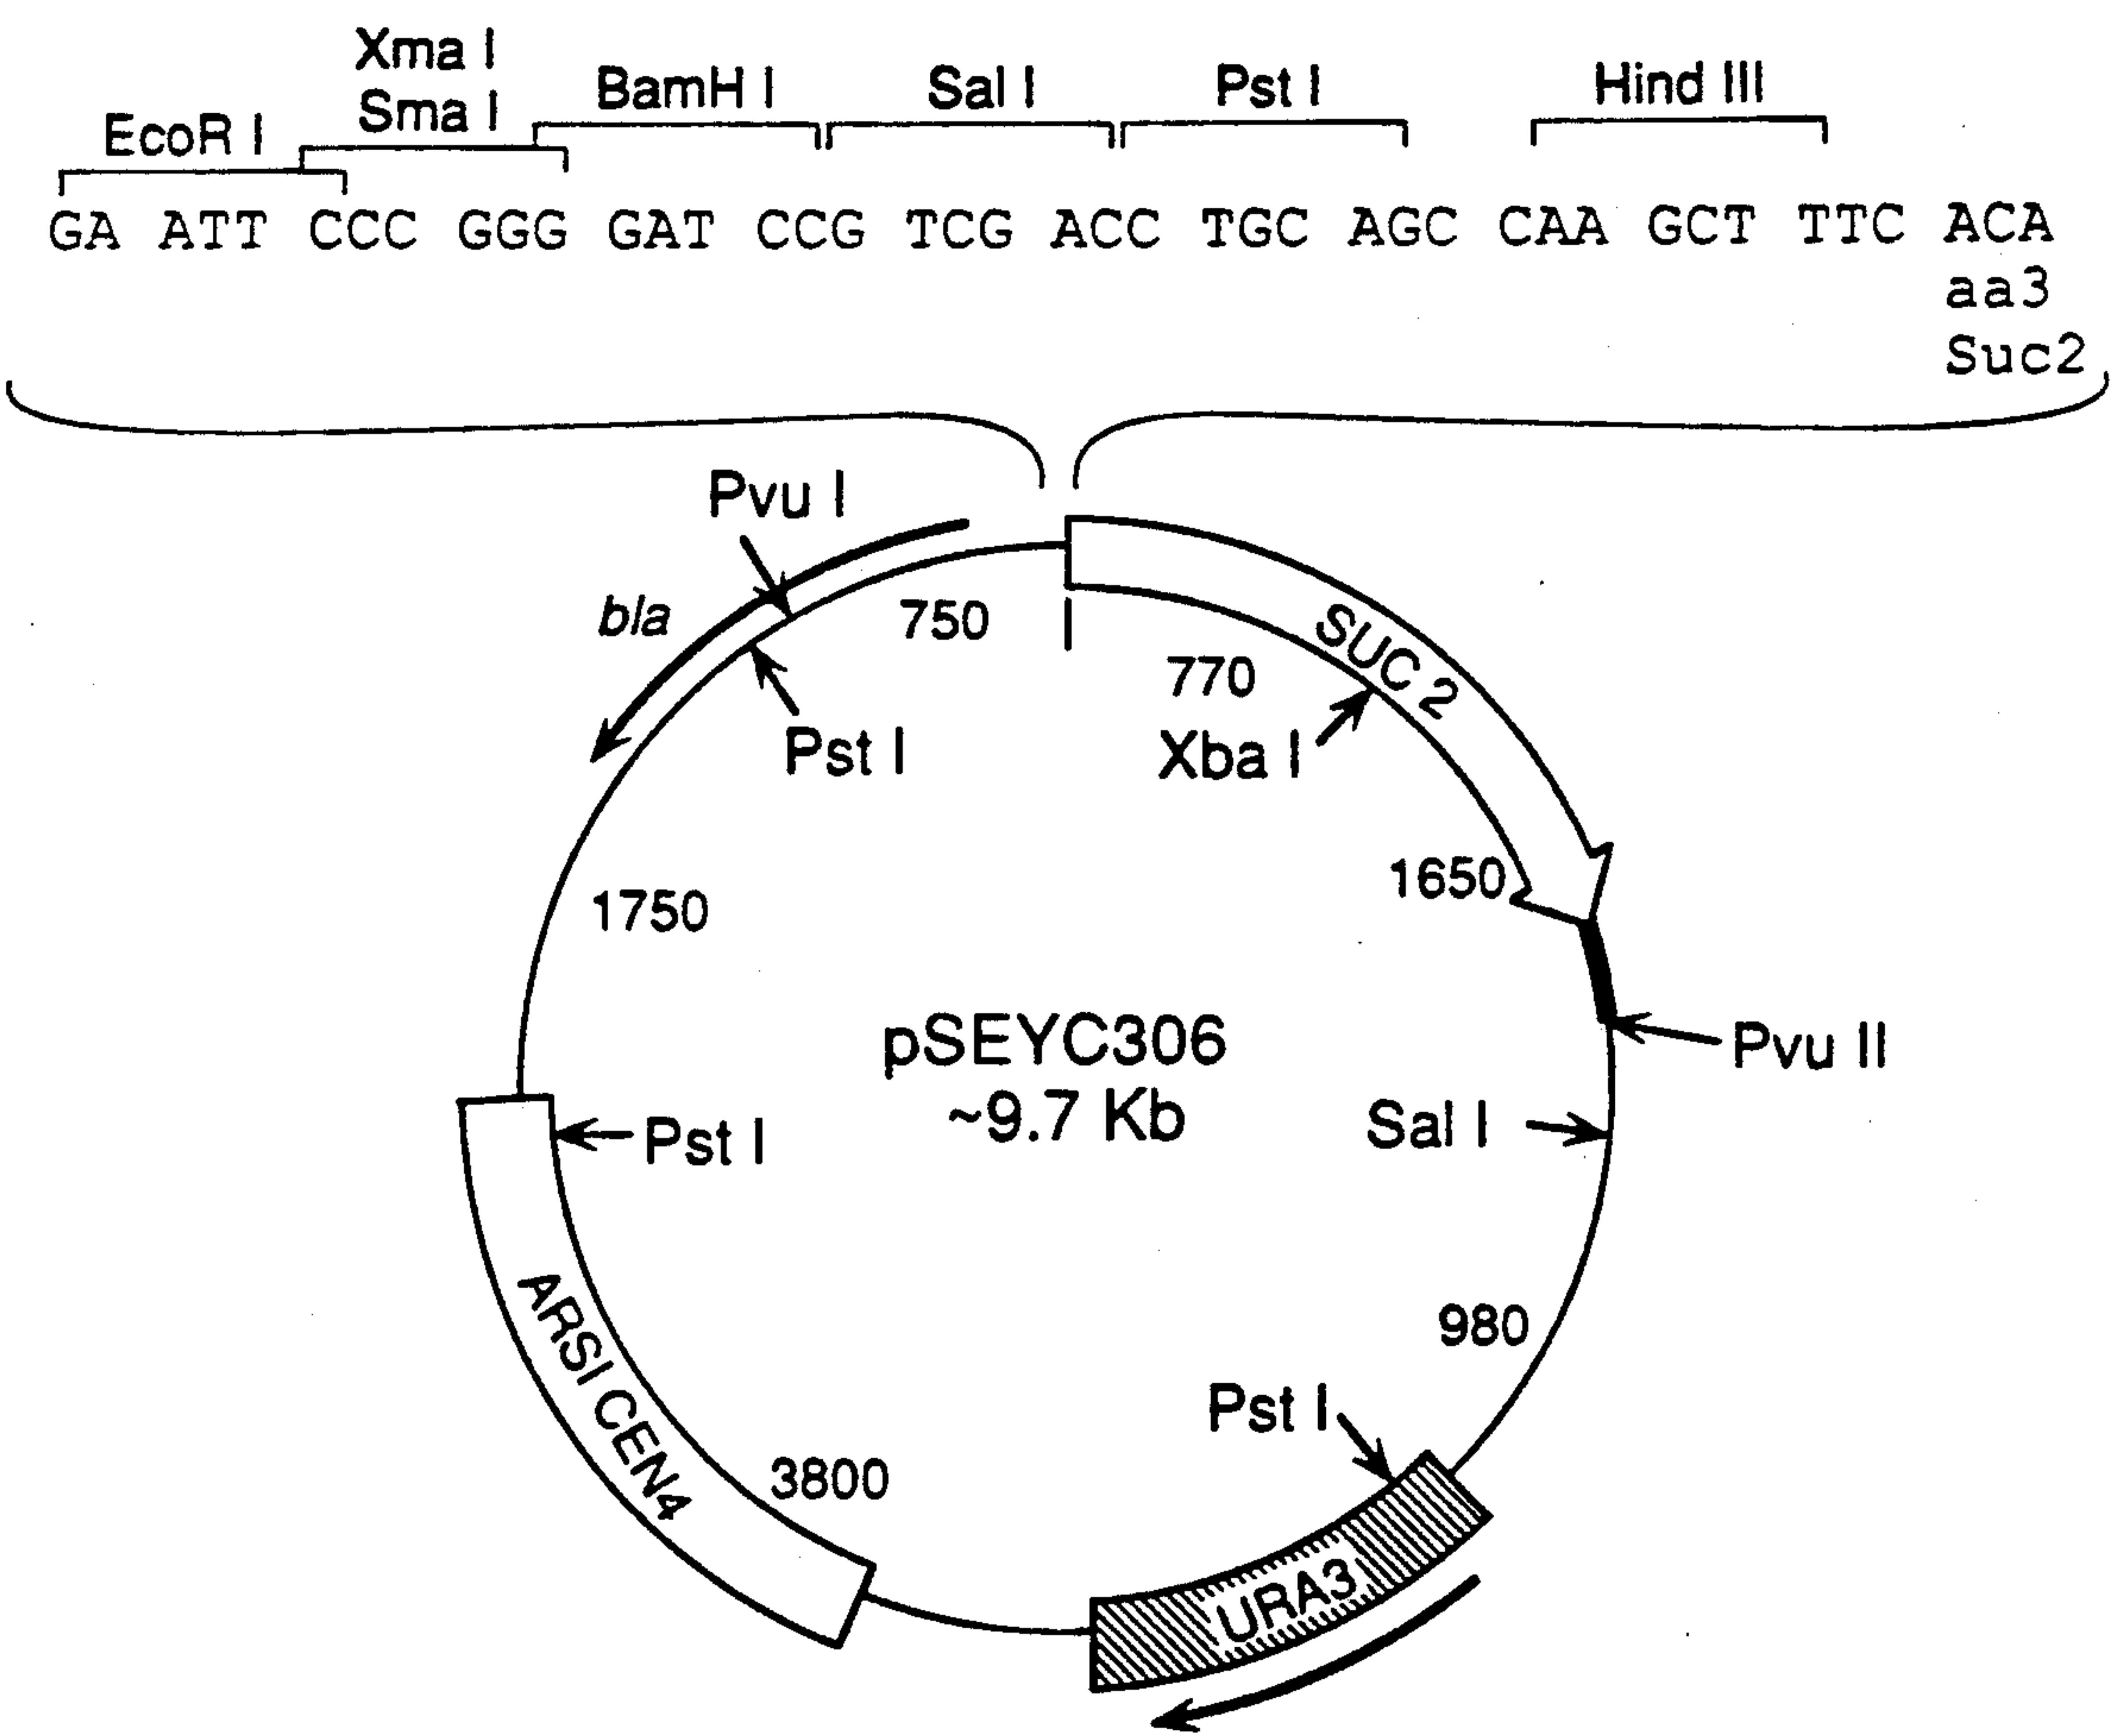 Xma I
Sma I
EcoR I
BamH I
Sal I
Pst I
Hind III
GA ATT CCC GGG GAT CCG TCG ACC TGC AGC CAA GCT TTC ACA
aa3
Suc2
Pvu I
bla
750
Pst I
SUC 2
770
Xba I
1650
1750
pSEYC306
~9.7 Kb
Pvu II
Sal I
Pst I
980
ARSI CEN4
Pst I
3800
URA3